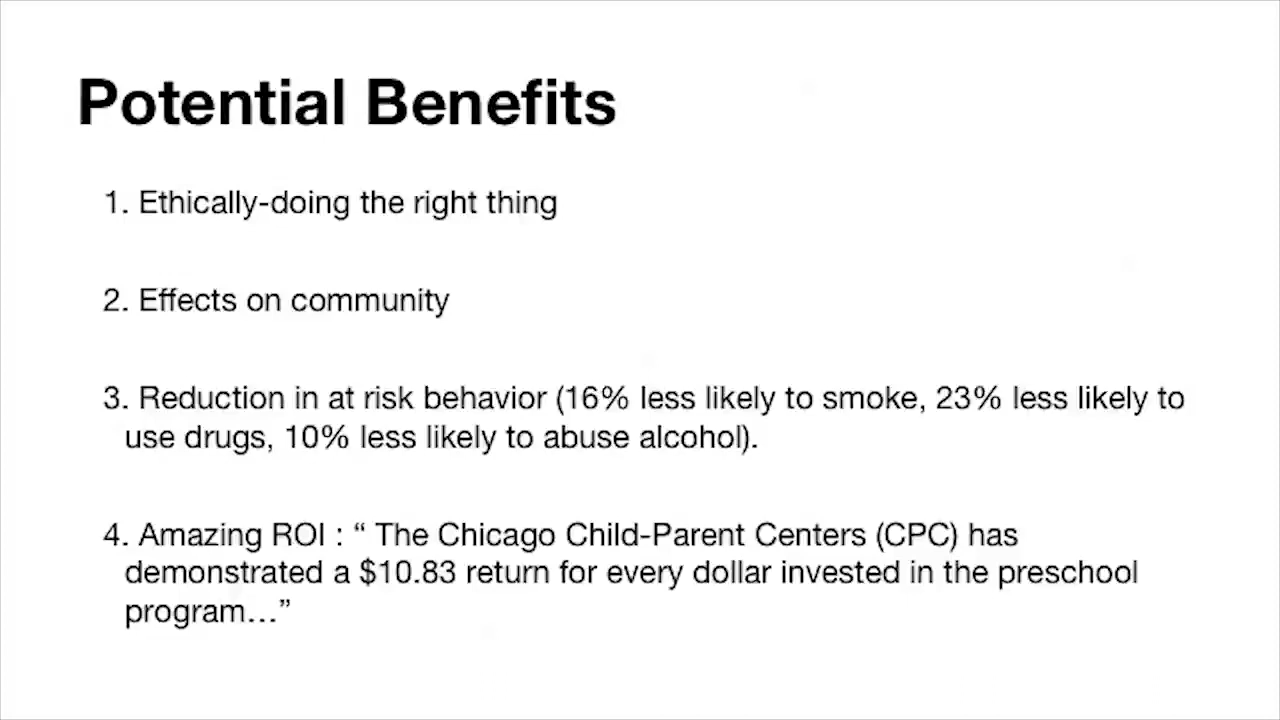 Potential Benefits
1. Ethically-doing the right thing
2. Effects on community
3. Reduction in at risk behavior (16% less likely to smoke, 23% less likely to
use drugs, 10% less likely to abuse alcohol).
4. Amazing ROI : “ The Chicago Child-Parent Centers (CPC) has
demonstrated a $10.83 return for every dollar invested in the preschool
program…”